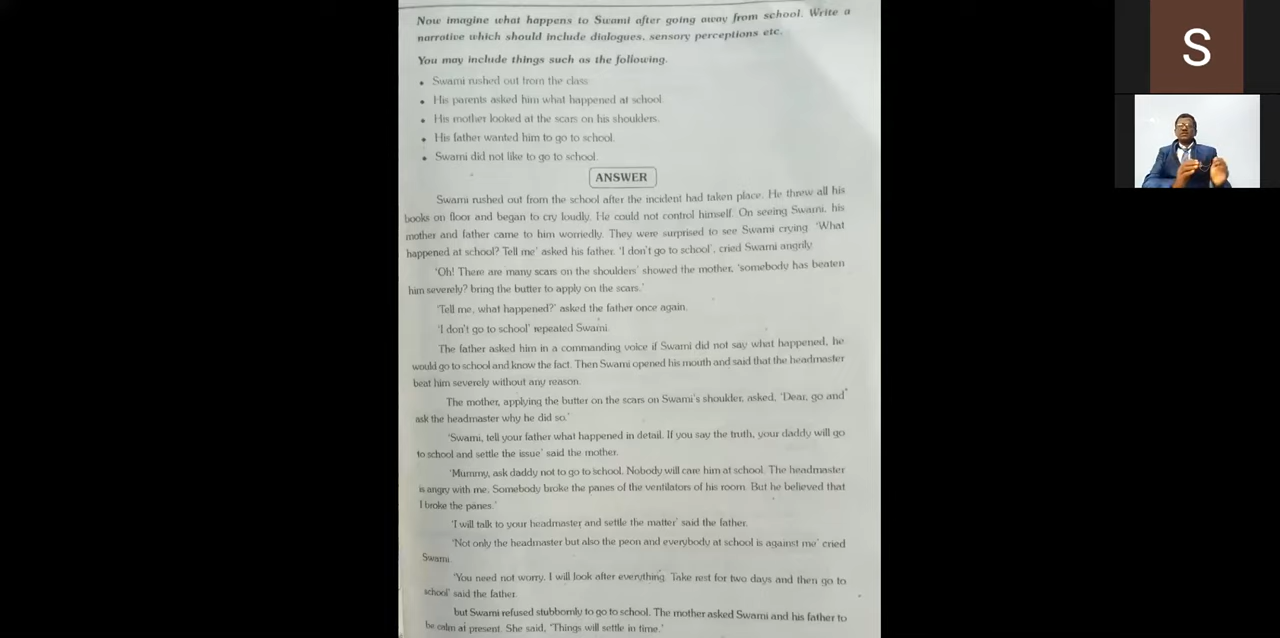 Now imagine what happens to Swami after going away from school. Write a
narrative which should include dialogues, sensory perceptions etc.
You may include things such as the following.
• Swami rushed out from the class
• His parents asked him what happened at school
• His mother looked at the scars on his shoulders.
• His father wanted him to go to school.
• Swami did not like to go to school.
ANSWER
Swami rushed out from the school after the incident had taken place. He threw all his
books on floor and began to cry loudly. He could not control himself. On seeing Swami, his
mother and father came to him worriedly. They were surprised to see Swami crying 'What
happened at school? Tell me' asked his father. 'I don't go to school', cried Swami angrily
'Oh! There are many scars on the shoulders' showed the mother, 'somebody has beaten
him severely? bring the butter to apply on the scars.'
'Tell me, what happened?' asked the father once again.
'I don't go to school' repeated Swami.
The father asked him in a commanding voice if Swami did not say what happened, he
would go to school and know the fact. Then Swami opened his mouth and said that the headmaster
beat him severely without any reason.
The mother, applying the butter on the scars on Swami's shoulder, asked, 'Dear, go and
ask the headmaster why he did so.'
'Swami, tell your father what happened in detail. If you say the truth, your daddy will go
to school and settle the issue' said the mother.
'Mummy, ask daddy not to go to school. Nobody will care him at school. The headmaster
is angry with me. Somebody broke the panes of the ventilators of his room. But he believed that
I broke the panes.'
'I will talk to your headmaster and settle the matter' said the father.
'Not only the headmaster but also the peon and everybody at school is against me' cried
Swami.
'You need not worry. I will look after everything. Take rest for two days and then go to
school' said the father.
but Swami refused stubbornly to go to school. The mother asked Swami and his father to
be calm at present. She said, 'Things will settle in time.'
S